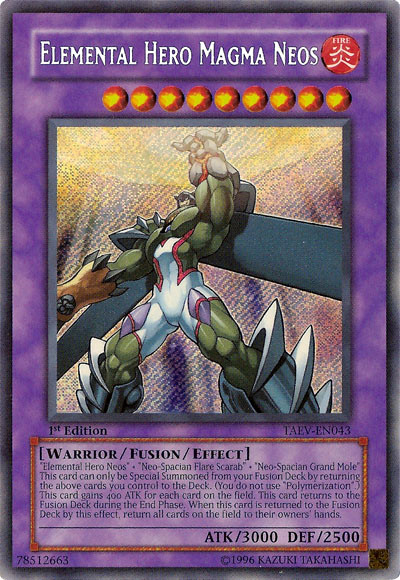 Elemental Hero Magma Neos
FIRE
炎
1st Edition
TAEV-EN043
[Warrior/Fusion/Effect]
"Elemental Hero Neos" + "Neo-Spacian Flare Scarab" + "Neo-Spacian Grand Mole"
This card can only be Special Summoned from your Fusion Deck by returning
the above cards you control to the Deck. (You do not use "Polymerization".)
This card gains 400 ATK for each card on the field. This card returns to the
Fusion Deck during the End Phase. When this card is returned to the Fusion
Deck by this effect, return all cards on the field to their owners' hands.
ATK/3000 DEF/2500
78512663
©1996 KAZUKI TAKAHASHI